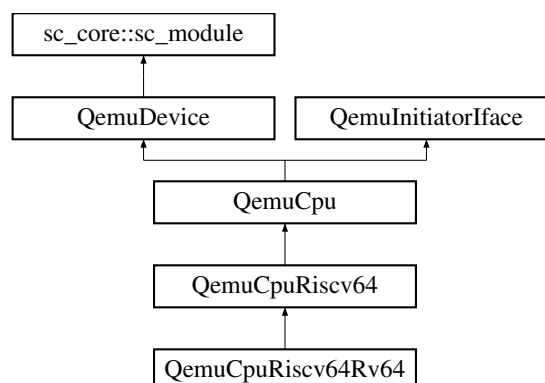 sc_core::sc_module
QemuDevice
QemuInitiatorIface
QemuCpu
QemuCpuRiscv64
QemuCpuRiscv64Rv64